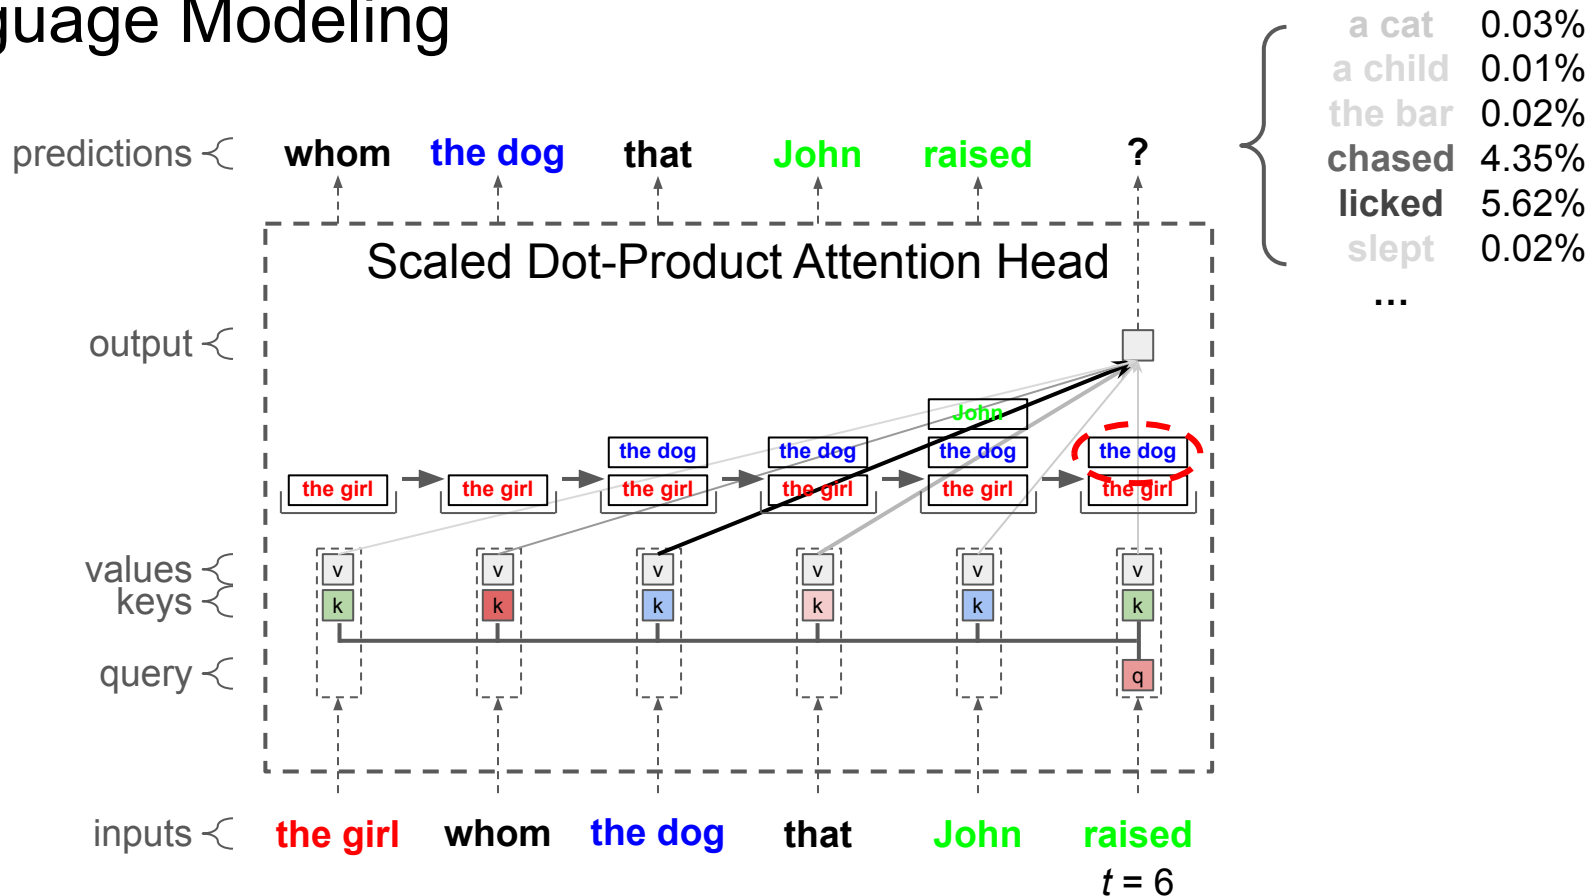 guage Modeling
a cat 0.03%
a child 0.01%
the bar 0.02%
chased 4.35%
licked 5.62%
slept 0.02%
...
predictions whom the dog that John raised ?
Scaled Dot-Product Attention Head
output
John
the dog the dog the dog the dog
the girl the girl the girl the girl the girl the girl
values v v v v v v
keys k k k k k k
query q
inputs the girl whom the dog that John raised
t = 6